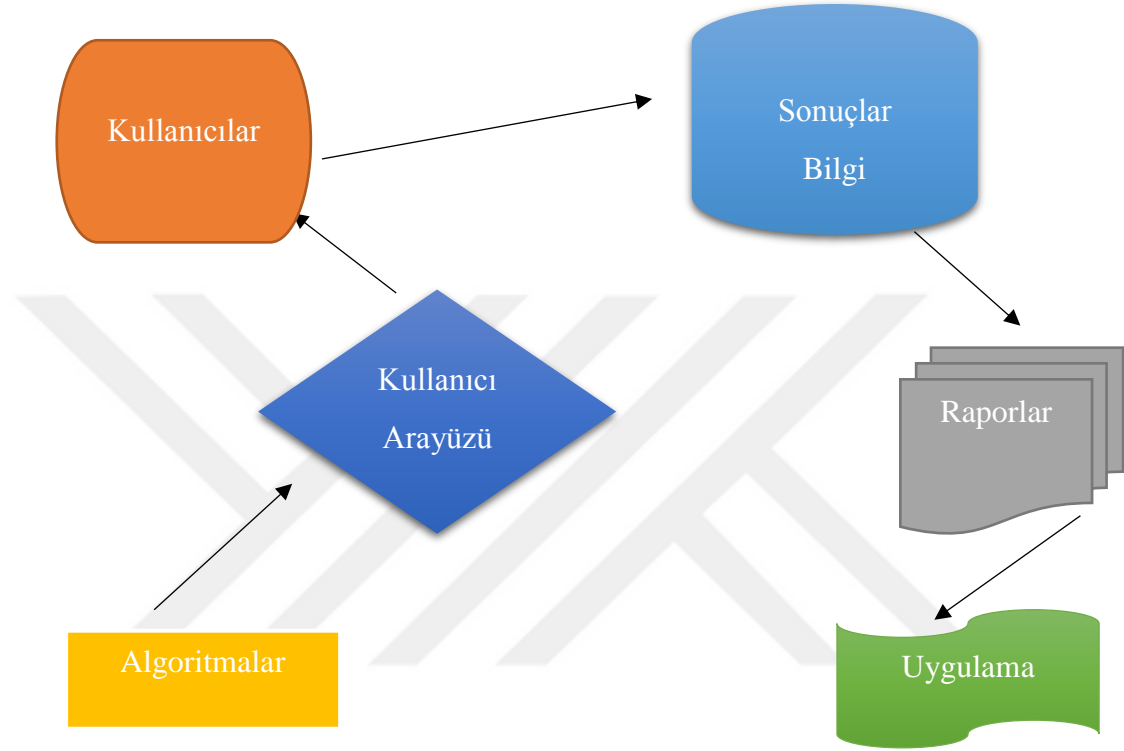 Kullanıcılar
Sonuçlar
Bilgi
Kullanıcı
Arayüzü
Raporlar
Algoritmalar
Uygulama